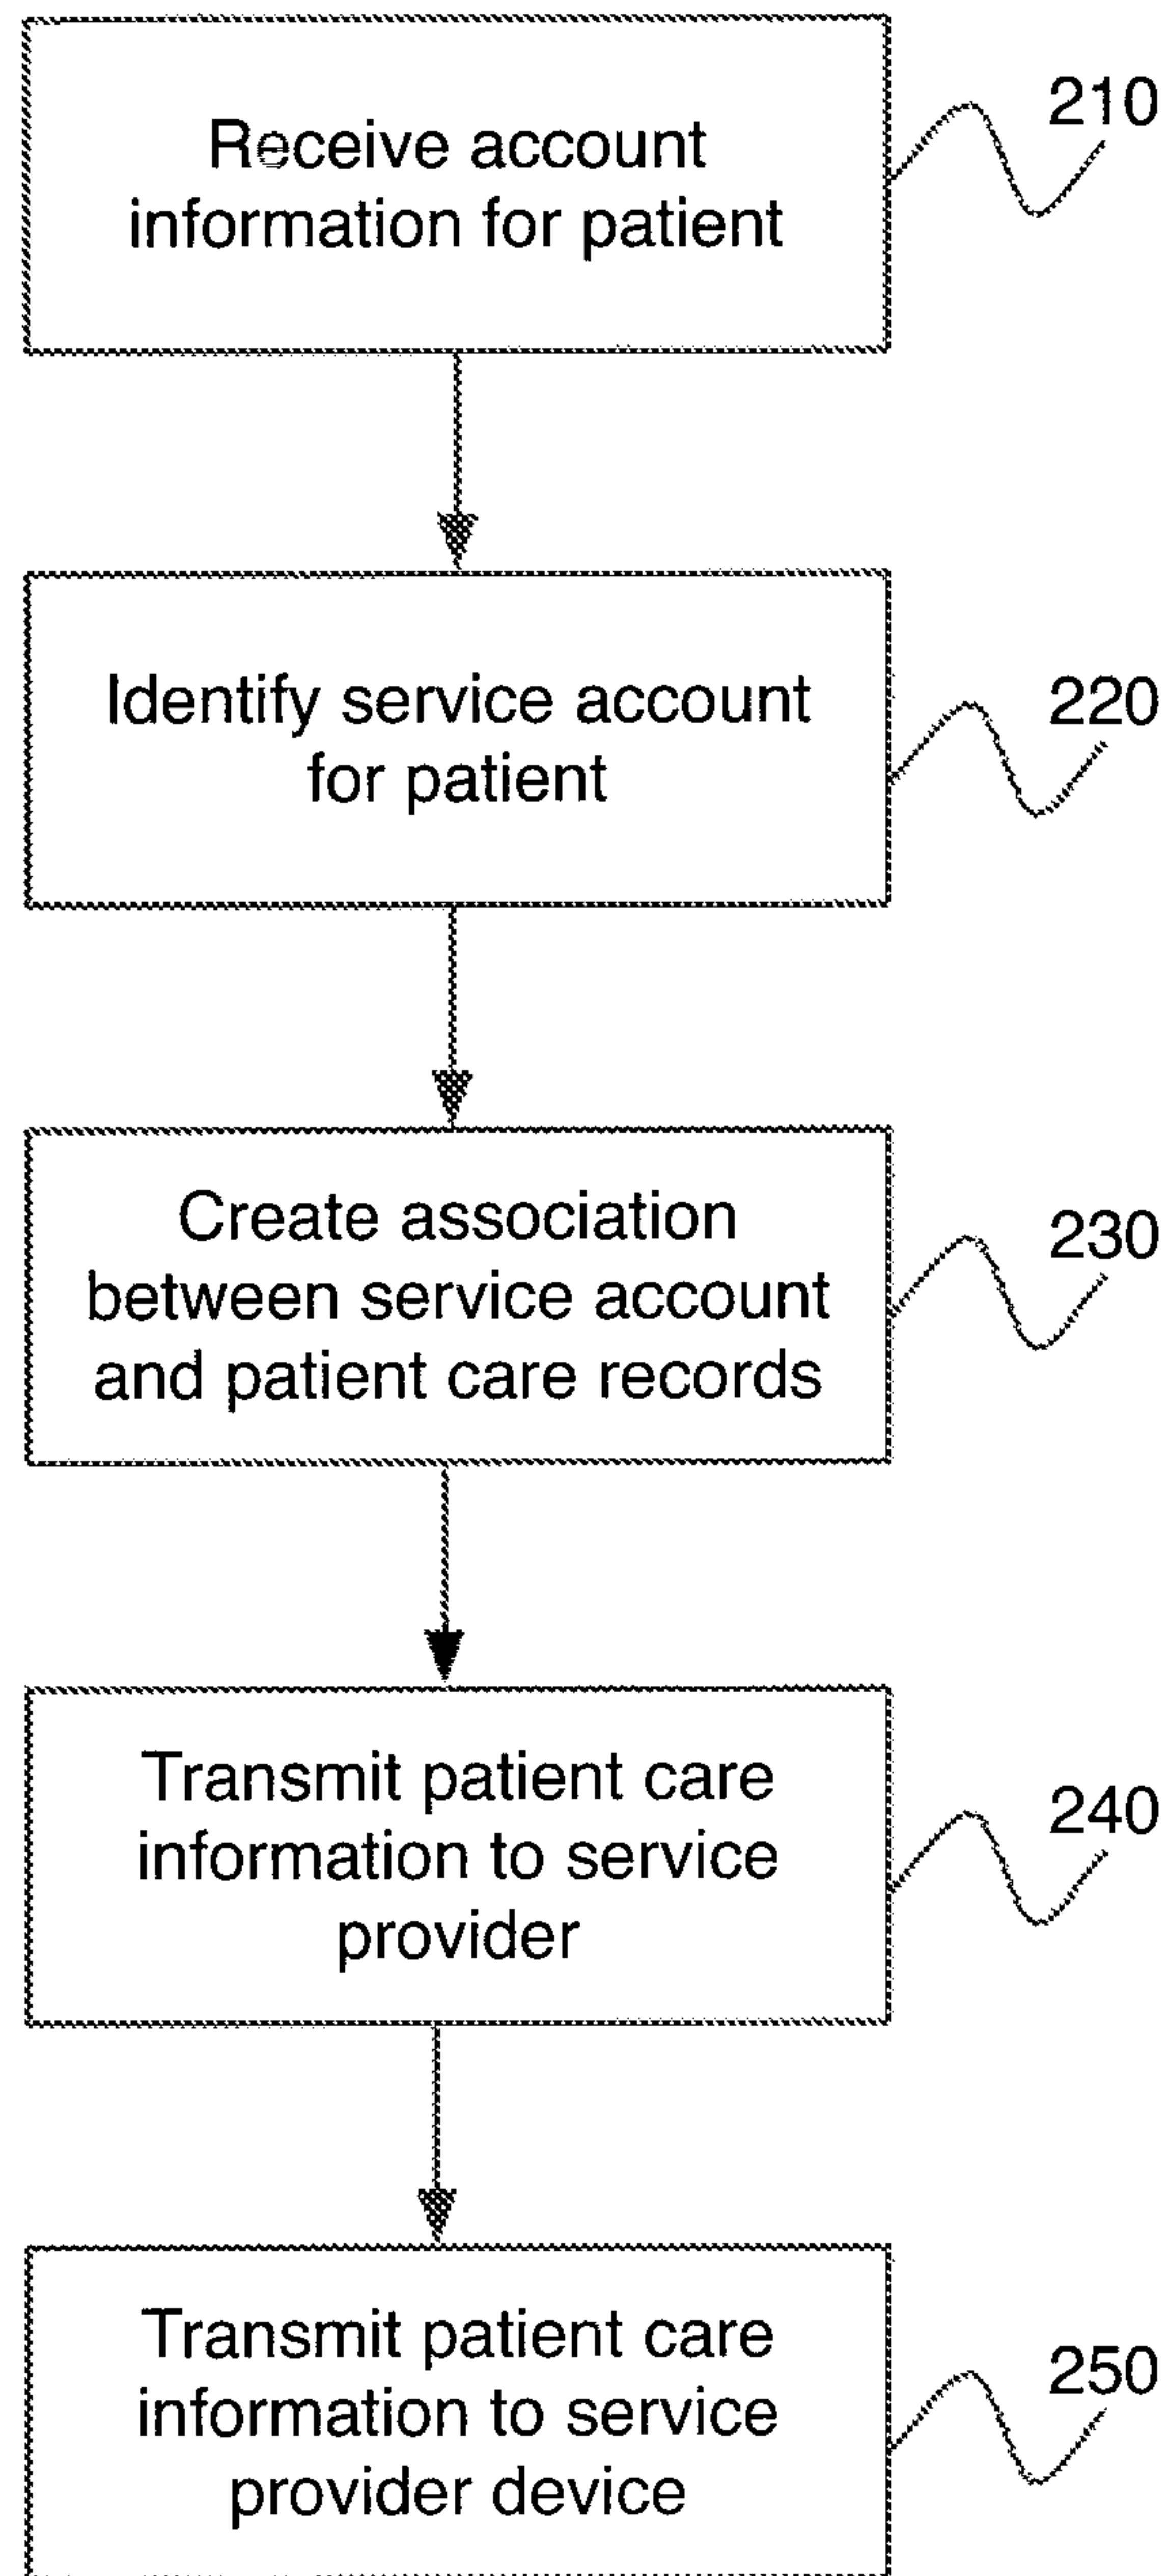 Receive account
information for patient
210
Identify service account
for patient
220
Create association
between service account
and patient care records
230
Transmit patient care
information to service
provider
240
Transmit patient care
information to service
provider device
250